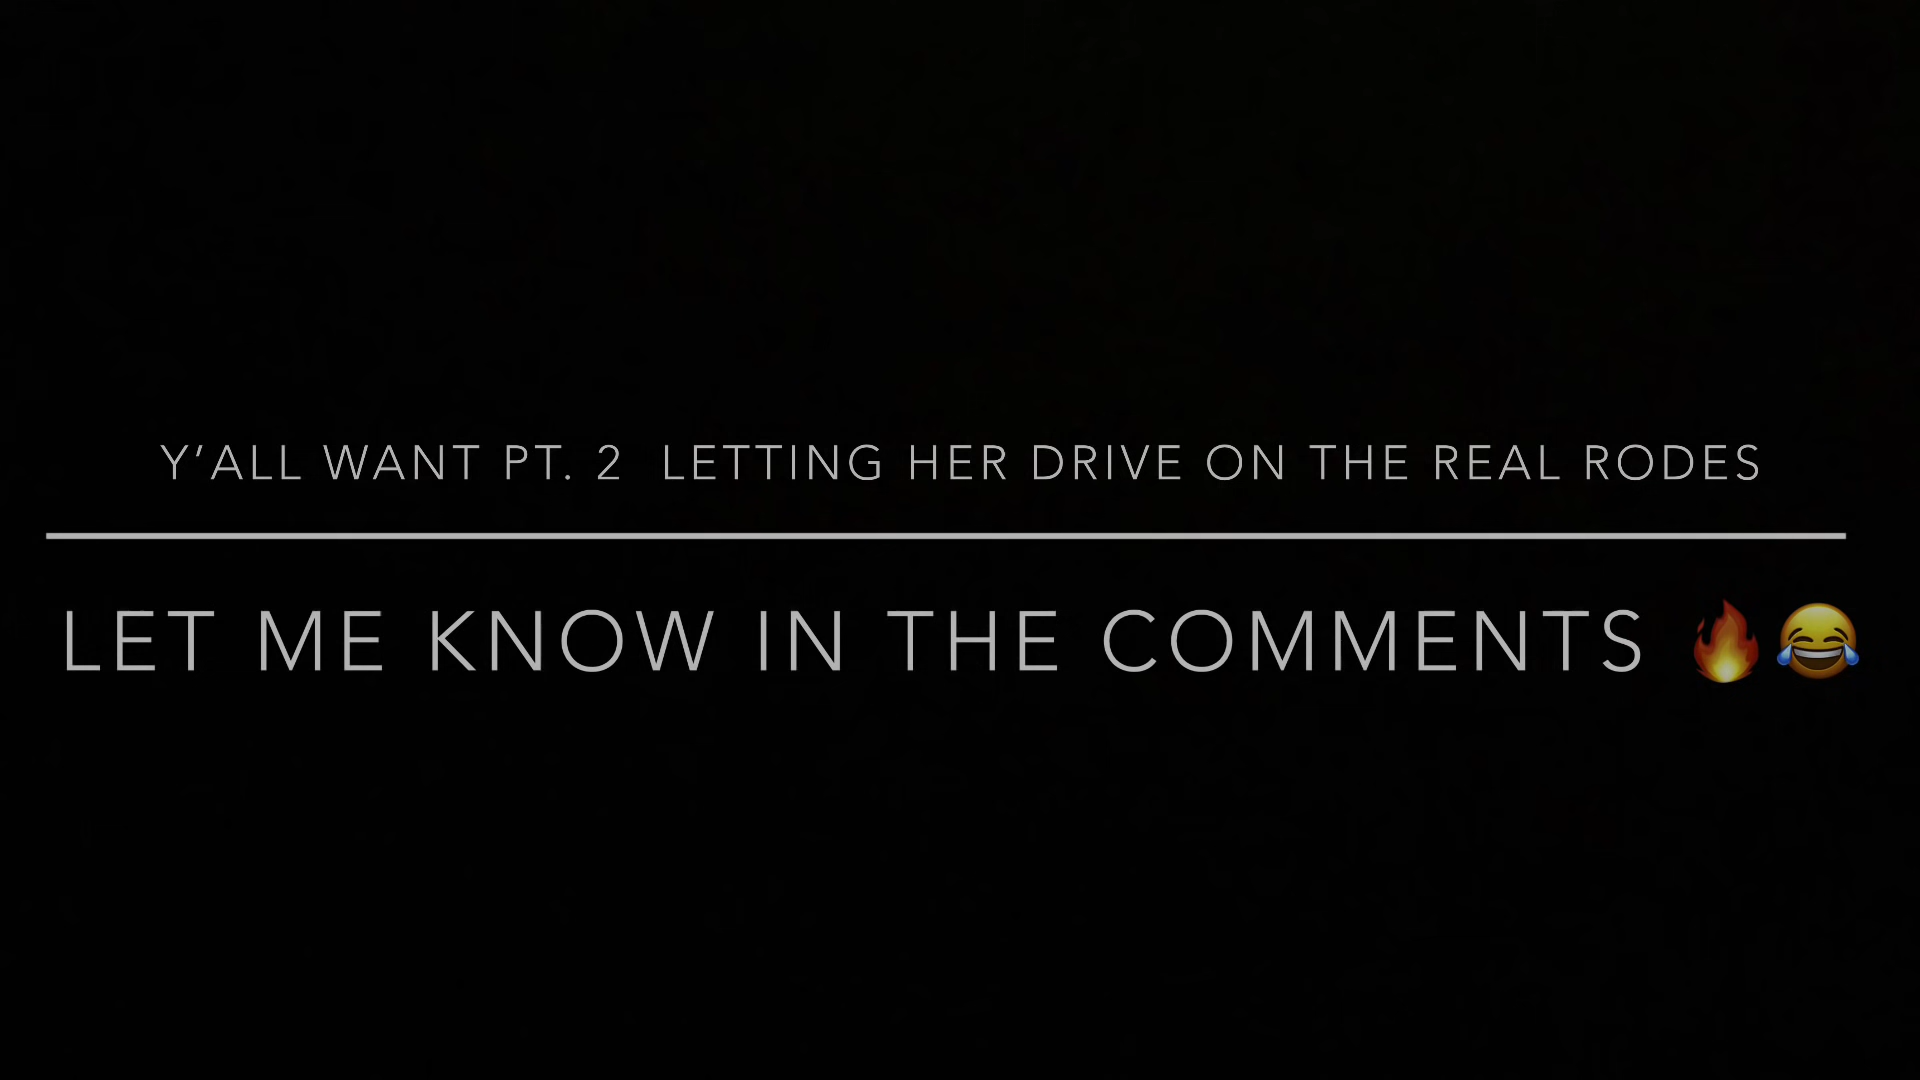 Y’ALL WANT PT. 2  LETTING HER DRIVE ON THE REAL RODES
LET ME KNOW IN THE COMMENTS 🔥😂